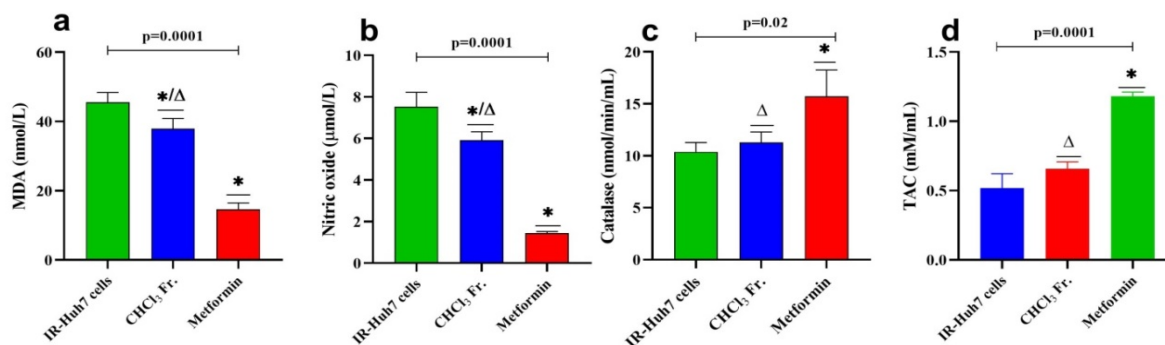 a
p=0.0001
MDA (nmol/L)
60
40
20
0
*/Δ
*
IR-Huh7 cells
CHCl₃ Fr.
Metformin
b
p=0.0001
Nitric oxide (μmol/L)
10
8
6
4
2
0
*/Δ
*
IR-Huh7 cells
CHCl₃ Fr.
Metformin
c
p=0.02
Catalase (nmol/min/mL)
20
15
10
5
0
Δ
*
IR-Huh7 cells
CHCl₃ Fr.
Metformin
d
p=0.0001
TAC (mM/mL)
1.5
1.0
0.5
0.0
Δ
*
IR-Huh7 cells
CHCl₃ Fr.
Metformin